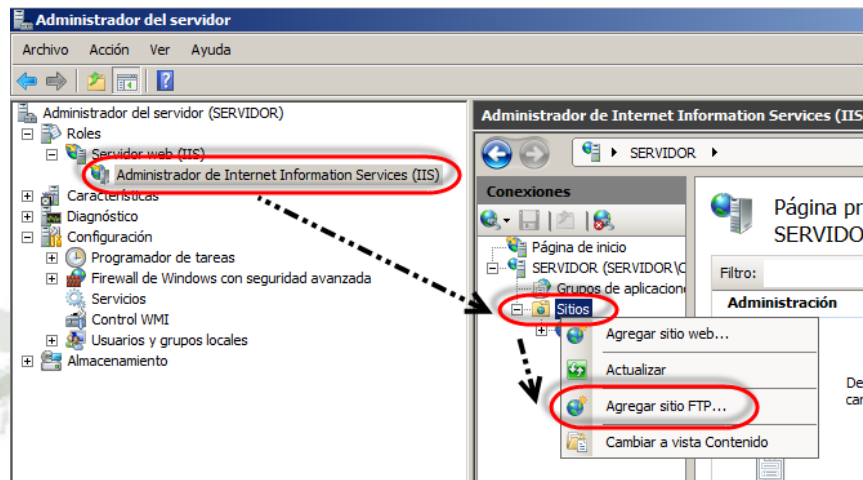 Administrador del servidor
Archivo Acción Ver Ayuda
Administrador del servidor (SERVIDOR)
Roles
Servidor web (IIS)
Administrador de Internet Information Services (IIS)
Características
Diagnóstico
Configuración
Programador de tareas
Firewall de Windows con seguridad avanzada
Servicios
Control WMI
Usuarios y grupos locales
Almacenamiento
Administrador de Internet Information Services (IIS
SERVIDOR
Conexiones
Página de inicio
SERVIDOR (SERVIDOR\C
Grupos de aplicacion
Sitios
Agregar sitio web...
Actualizar
Agregar sitio FTP...
Cambiar a vista Contenido
Página pr
SERVIDO
Filtro:
Administración
De
car